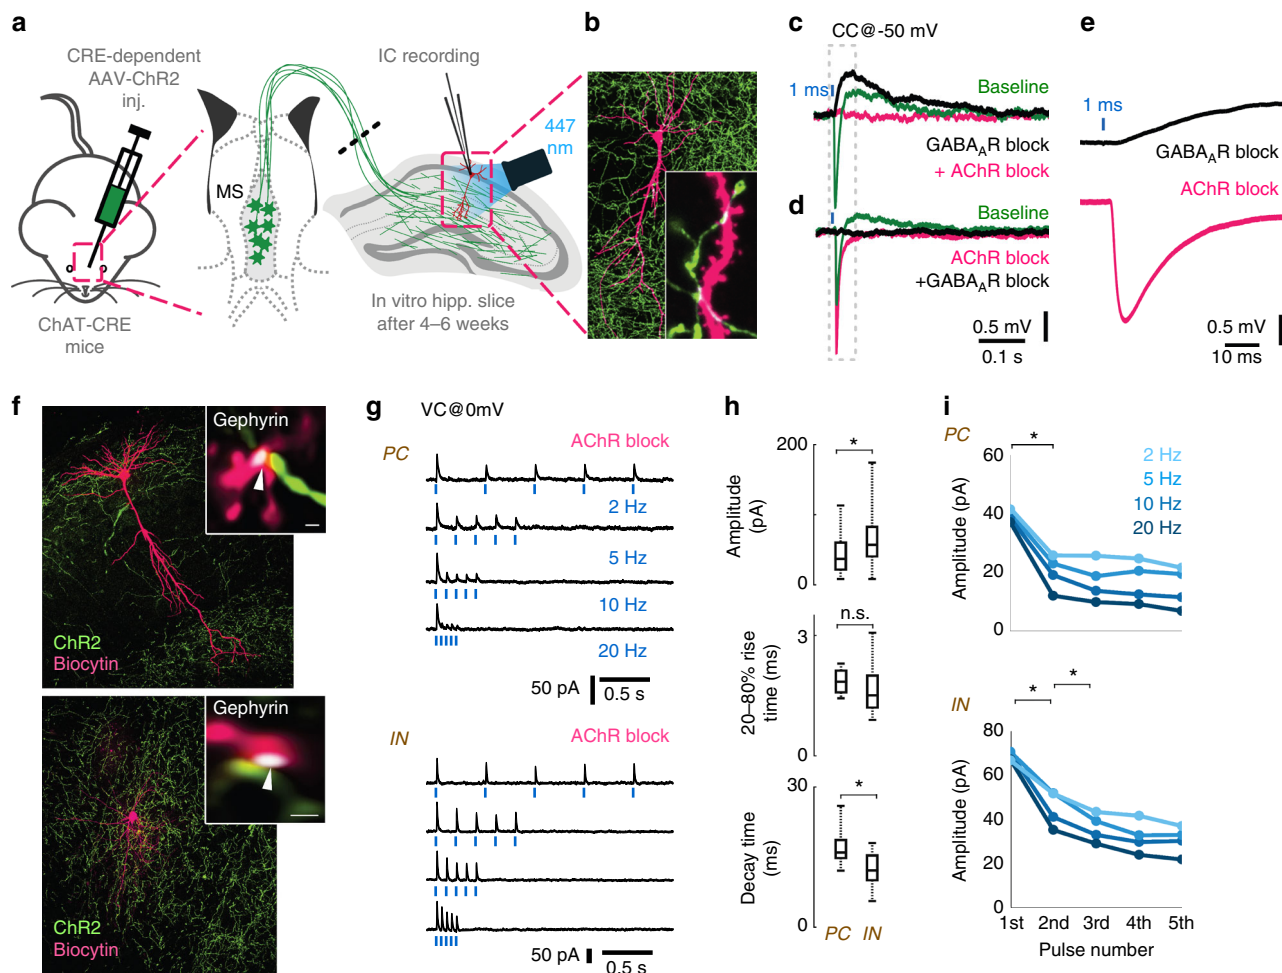 a
CRE-dependent
AAV-ChR2
inj.
MS
IC recording
447
nm
ChAT-CRE
mice
In vitro hipp. slice
after 4–6 weeks
b
c
CC@-50 mV
1 ms
Baseline
GABA_AR block
+ AChR block
d
Baseline
AChR block
+GABA_AR block
0.5 mV
0.1 s
e
1 ms
GABA_AR block
AChR block
0.5 mV
10 ms
f
Gephyrin
ChR2
Biocytin
Gephyrin
ChR2
Biocytin
g
VC@0mV
PC
AChR block
2 Hz
5 Hz
10 Hz
20 Hz
50 pA
0.5 s
IN
AChR block
50 pA
0.5 s
h
200
*
Amplitude
(pA)
0
3
n.s.
20–80% rise
time (ms)
0
30
*
Decay time
(ms)
0
PC
IN
i
PC
*
60
2 Hz
5 Hz
10 Hz
20 Hz
40
20
0
Amplitude (pA)
IN
*
*
80
60
40
20
0
Amplitude (pA)
1st
2nd
3rd
4th
5th
Pulse number